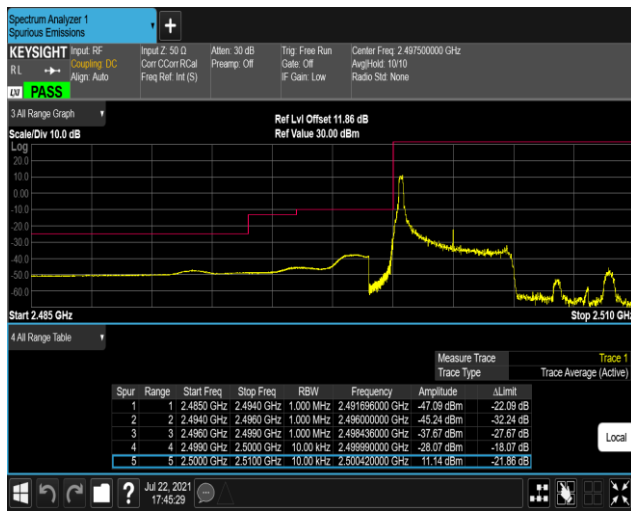 Spectrum Analyzer 1
Spurious Emissions
KEYSIGHT Input: RF Input Z: 50 Ω Atten: 30 dB Trig: Free Run Center Freq: 2.497500000 GHz
RL Coupling: DC Corr CCorr RCal Preamp: Off Gate: Off Avg|Hold: 10/10
Align: Auto Freq Ref: Int (S) IF Gain: Low Radio Std: None
LXI PASS
3 All Range Graph
Ref Lvl Offset 11.86 dB
Scale/Div 10.0 dB Ref Value 30.00 dBm
Log
20.0
10.0
0.00
-10.0
-20.0
-30.0
-40.0
-50.0
-60.0
Start 2.485 GHz Stop 2.510 GHz
4 All Range Table
Measure Trace Trace 1
Trace Type Trace Average (Active)
Spur Range Start Freq Stop Freq RBW Frequency Amplitude ΔLimit
1 1 2.4850 GHz 2.4940 GHz 1.000 MHz 2.491696000 GHz -47.09 dBm -22.09 dB
2 2 2.4940 GHz 2.4960 GHz 1.000 MHz 2.496000000 GHz -45.24 dBm -32.24 dB
3 3 2.4960 GHz 2.4990 GHz 1.000 MHz 2.498436000 GHz -37.67 dBm -27.67 dB
4 4 2.4990 GHz 2.5000 GHz 10.00 kHz 2.499990000 GHz -28.07 dBm -18.07 dB
5 5 2.5000 GHz 2.5100 GHz 10.00 kHz 2.500420000 GHz 11.14 dBm -21.86 dB
Local
? Jul 22, 2021
17:45:29